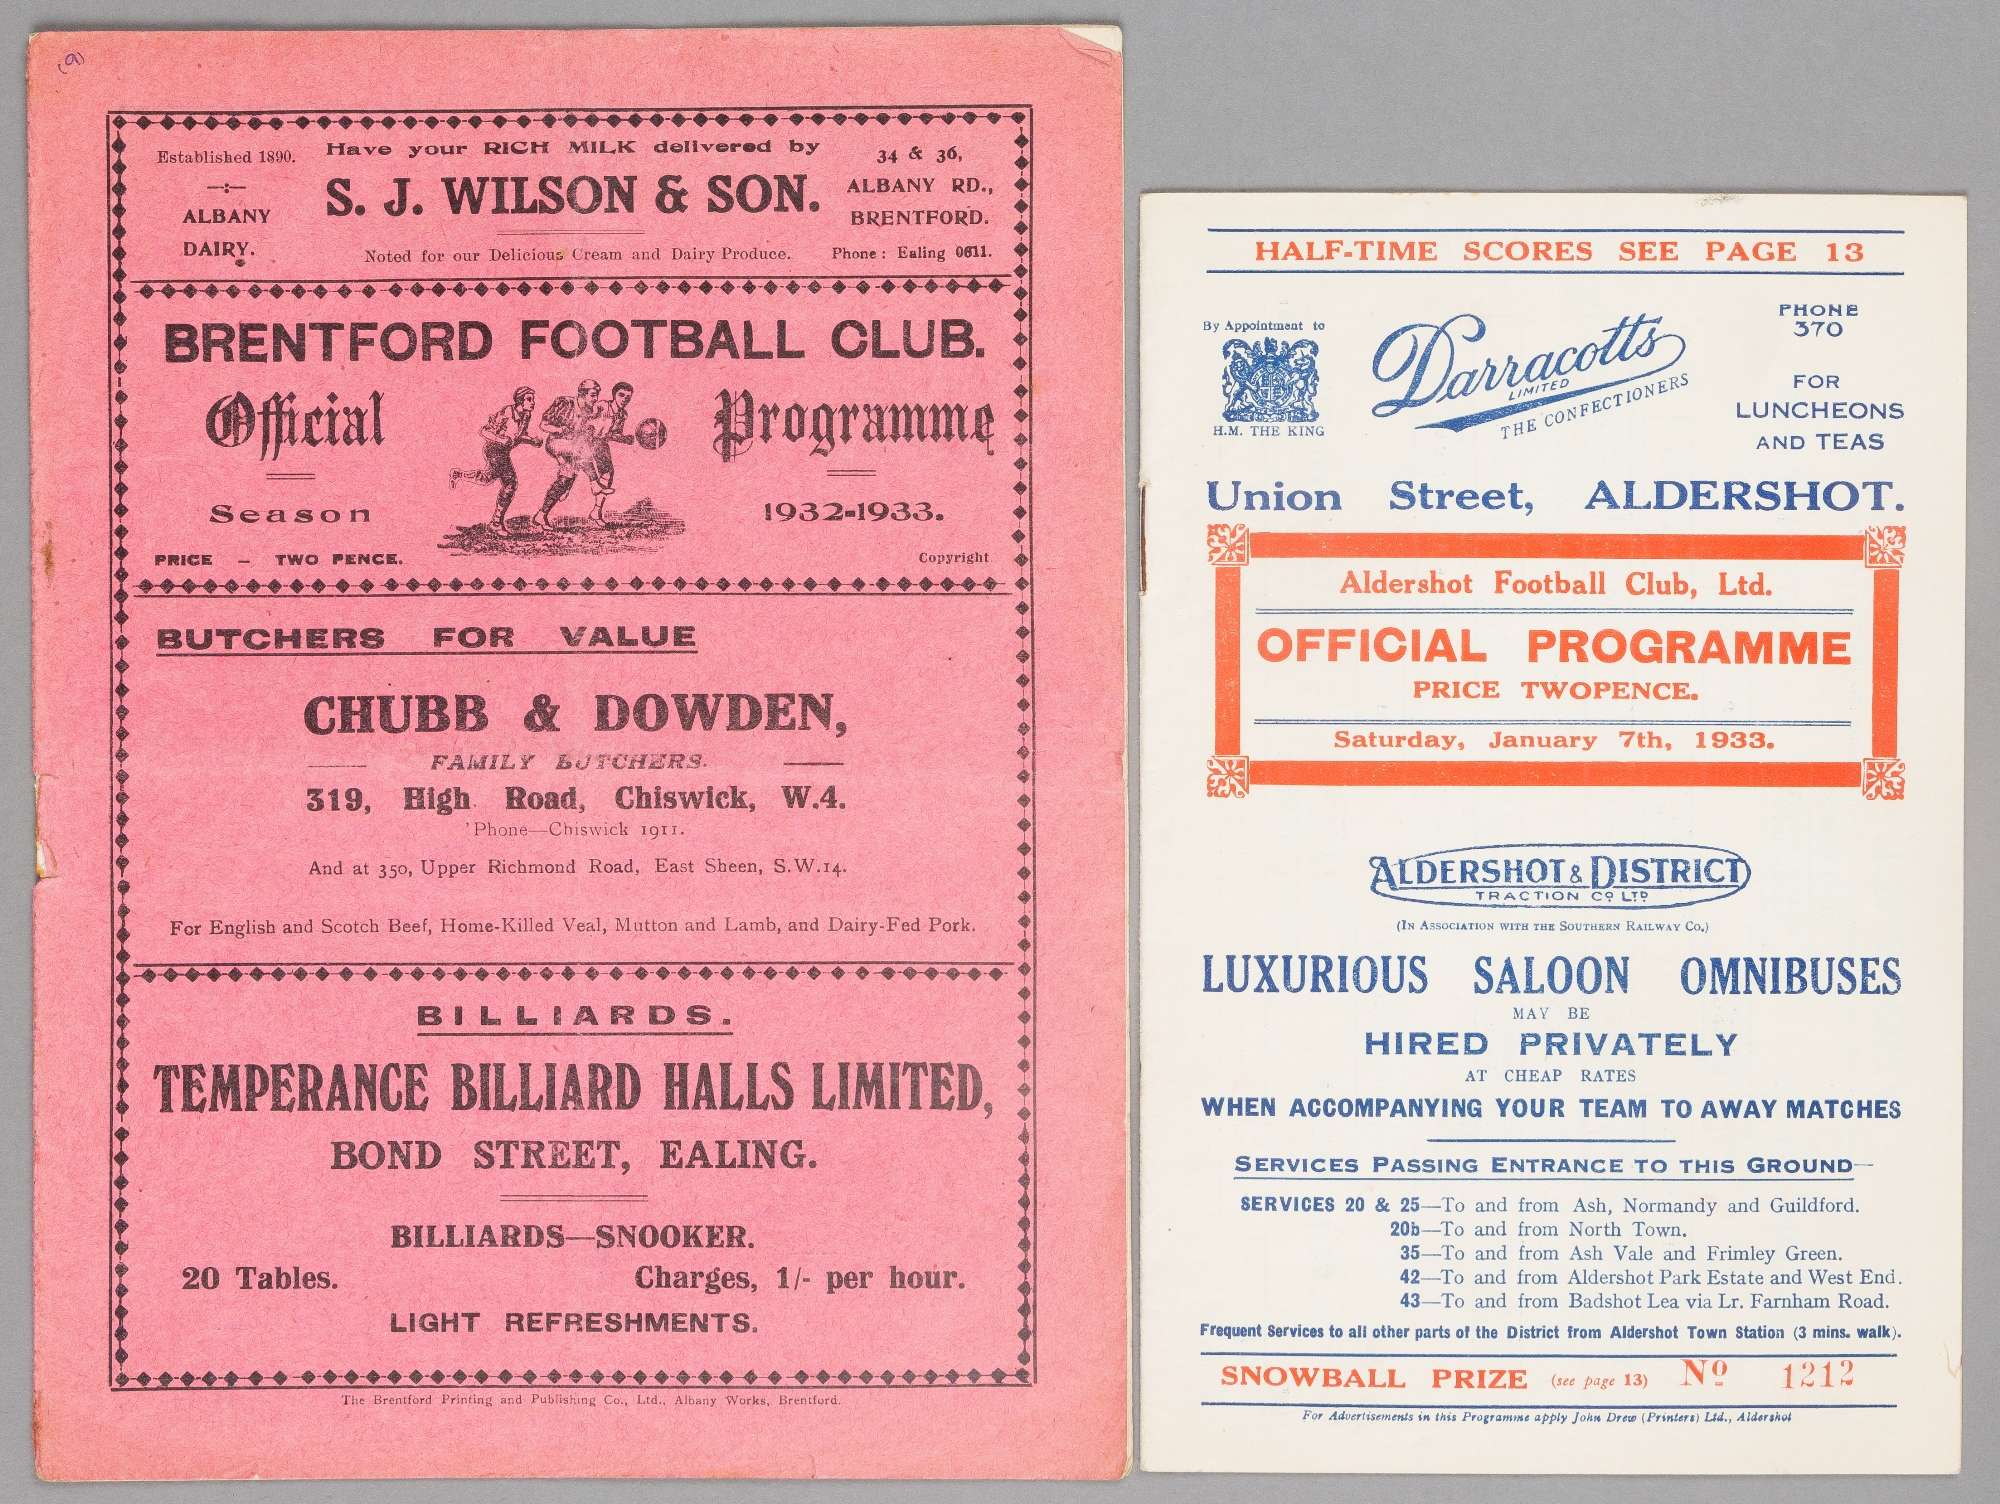 (9)
Established 1890.
ALBANY
DAIRY.
Have your RICH MILK delivered by
S. J. WILSON & SON.
Noted for our Delicious Cream and Dairy Produce.
34 & 36,
ALBANY RD.,
BRENTFORD.
Phone : Ealing 0611.
BRENTFORD FOOTBALL CLUB.
Official Programme
Season 1932-1933.
PRICE - TWO PENCE.
Copyright
BUTCHERS FOR VALUE
CHUBB & DOWDEN,
FAMILY BUTCHERS.
319, High Road, Chiswick, W.4.
'Phone—Chiswick 1911.
And at 350, Upper Richmond Road, East Sheen, S.W.14.
For English and Scotch Beef, Home-Killed Veal, Mutton and Lamb, and Dairy-Fed Pork.
BILLIARDS.
TEMPERANCE BILLIARD HALLS LIMITED,
BOND STREET, EALING.
BILLIARDS—SNOOKER.
20 Tables. Charges, 1/- per hour.
LIGHT REFRESHMENTS.
The Brentford Printing and Publishing Co., Ltd., Albany Works, Brentford.
HALF-TIME SCORES SEE PAGE 13
By Appointment to
H.M. THE KING
Darracotts
LIMITED
THE CONFECTIONERS
PHONE
370
FOR
LUNCHEONS
AND TEAS
Union Street, ALDERSHOT.
Aldershot Football Club, Ltd.
OFFICIAL PROGRAMME
PRICE TWOPENCE.
Saturday, January 7th, 1933.
ALDERSHOT & DISTRICT
TRACTION CO LTD
(IN ASSOCIATION WITH THE SOUTHERN RAILWAY CO.)
LUXURIOUS SALOON OMNIBUSES
MAY BE
HIRED PRIVATELY
AT CHEAP RATES
WHEN ACCOMPANYING YOUR TEAM TO AWAY MATCHES
SERVICES PASSING ENTRANCE TO THIS GROUND—
SERVICES 20 & 25—To and from Ash, Normandy and Guildford.
20b—To and from North Town.
35—To and from Ash Vale and Frimley Green.
42—To and from Aldershot Park Estate and West End.
43—To and from Badshot Lea via Lr. Farnham Road.
Frequent Services to all other parts of the District from Aldershot Town Station (3 mins. walk).
SNOWBALL PRIZE (see page 13) No 1212
For Advertisements in this Programme apply John Drew (Printers) Ltd., Aldershot